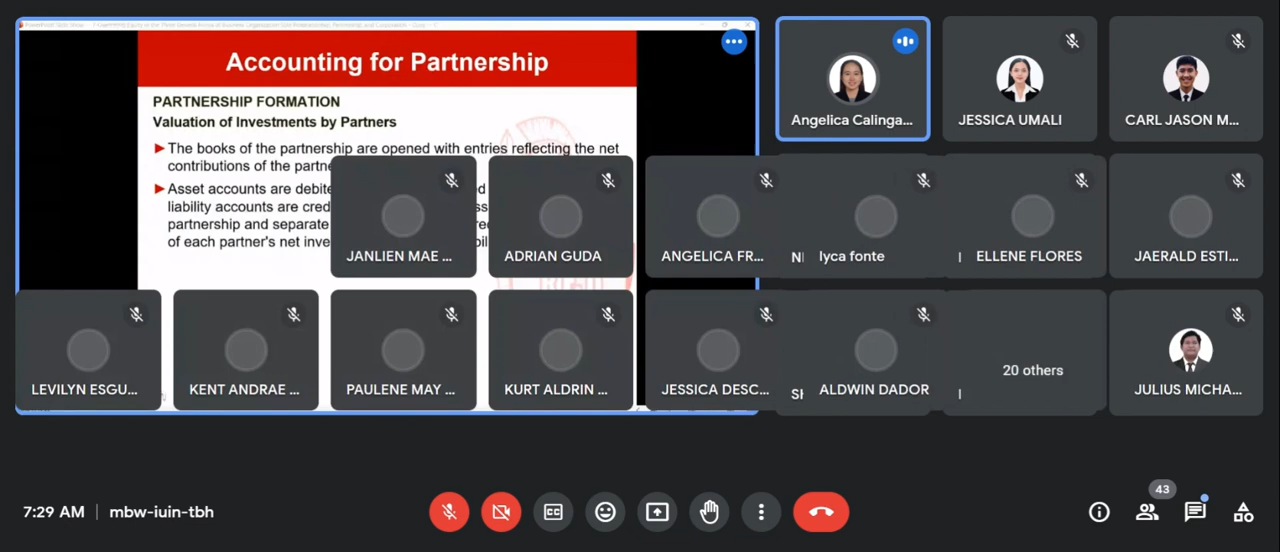 Accounting for Partnership
PARTNERSHIP FORMATION
Valuation of Investments by Partners
The books of the partnership are opened with entries reflecting the net
contributions of the
Asset accounts are
liability accounts are
partnership and separate
of each partner's net
Angelica Calinga...
JESSICA UMALI
CARL JASON M...
JANLIEN MAE ...
ADRIAN GUDA
ANGELICA FR...
lyca fonte
ELLENE FLORES
JAERALD ESTI...
LEVILYN ESGU...
KENT ANDRAE ...
PAULENE MAY ...
KURT ALDRIN ...
JESSICA DESC...
ALDWIN DADOR
20 others
JULIUS MICHA...
7:29 AM | mbw-iuin-tbh
CC
43